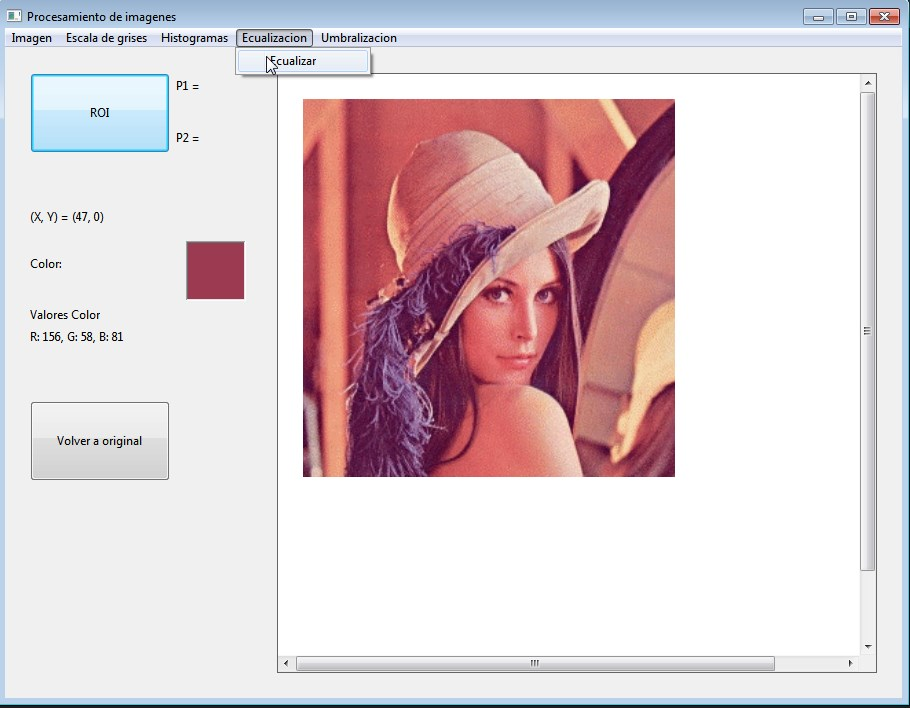 Procesamiento de imagenes
Imagen Escala de grises Histogramas Ecualizacion Umbralizacion
Ecualizar
ROI
P1 =
P2 =
(X, Y) = (47, 0)
Color:
Valores Color
R: 156, G: 58, B: 81
Volver a original